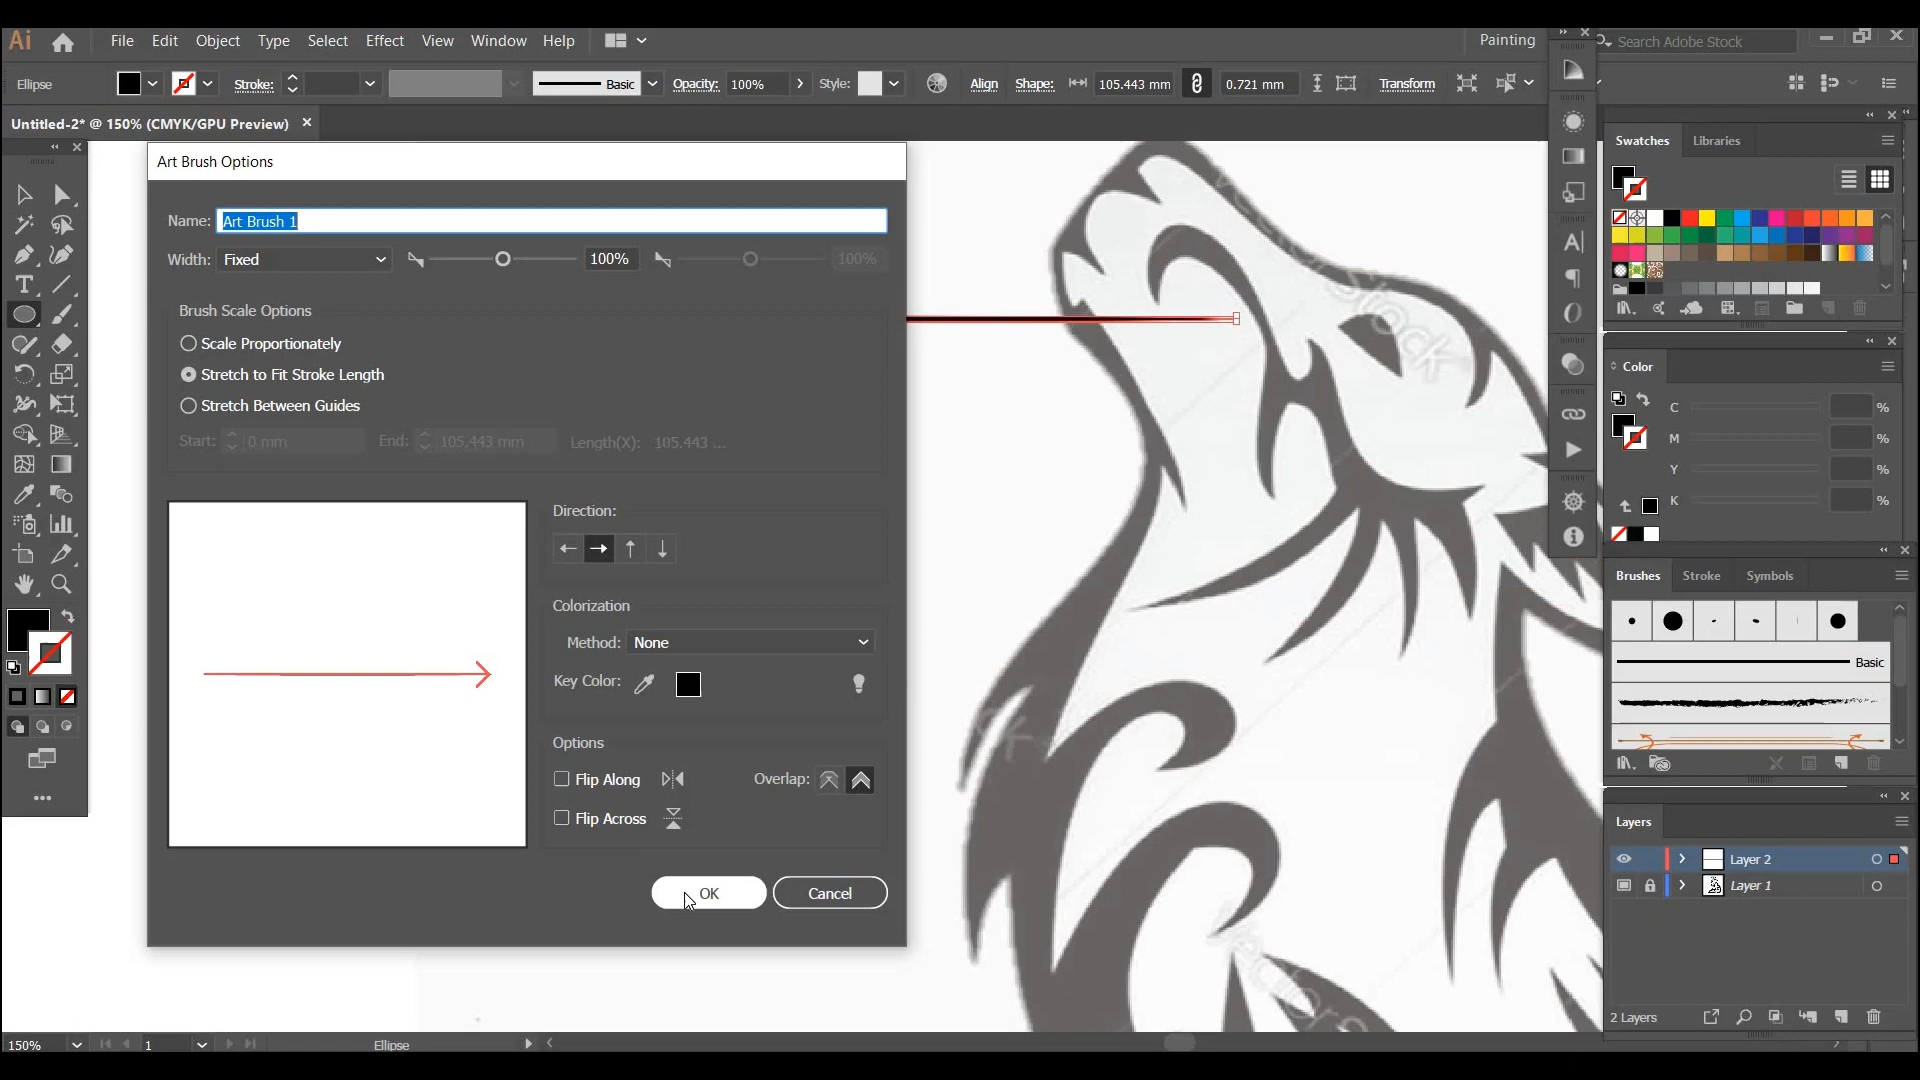 Ai File Edit Object Type Select Effect View Window Help Painting Search Adobe Stock
Ellipse Stroke: Basic Opacity: 100% Style: Align Shape: 105.443 mm 0.721 mm Transform
Untitled-2* @ 150% (CMYK/GPU Preview)
Art Brush Options
Name: Art Brush 1
Width: Fixed 100% 100%
Brush Scale Options
Scale Proportionately
Stretch to Fit Stroke Length
Stretch Between Guides
Start: 0 mm End: 105.443 mm Length(X): 105.443 ...
Direction:
Colorization
Method: None
Key Color:
Options
Flip Along Overlap:
Flip Across
OK Cancel
VectorStock
Swatches Libraries
Color
C %
M %
Y %
K %
Brushes Stroke Symbols
Basic
Layers
Layer 2
Layer 1
2 Layers
150% 1 Ellipse